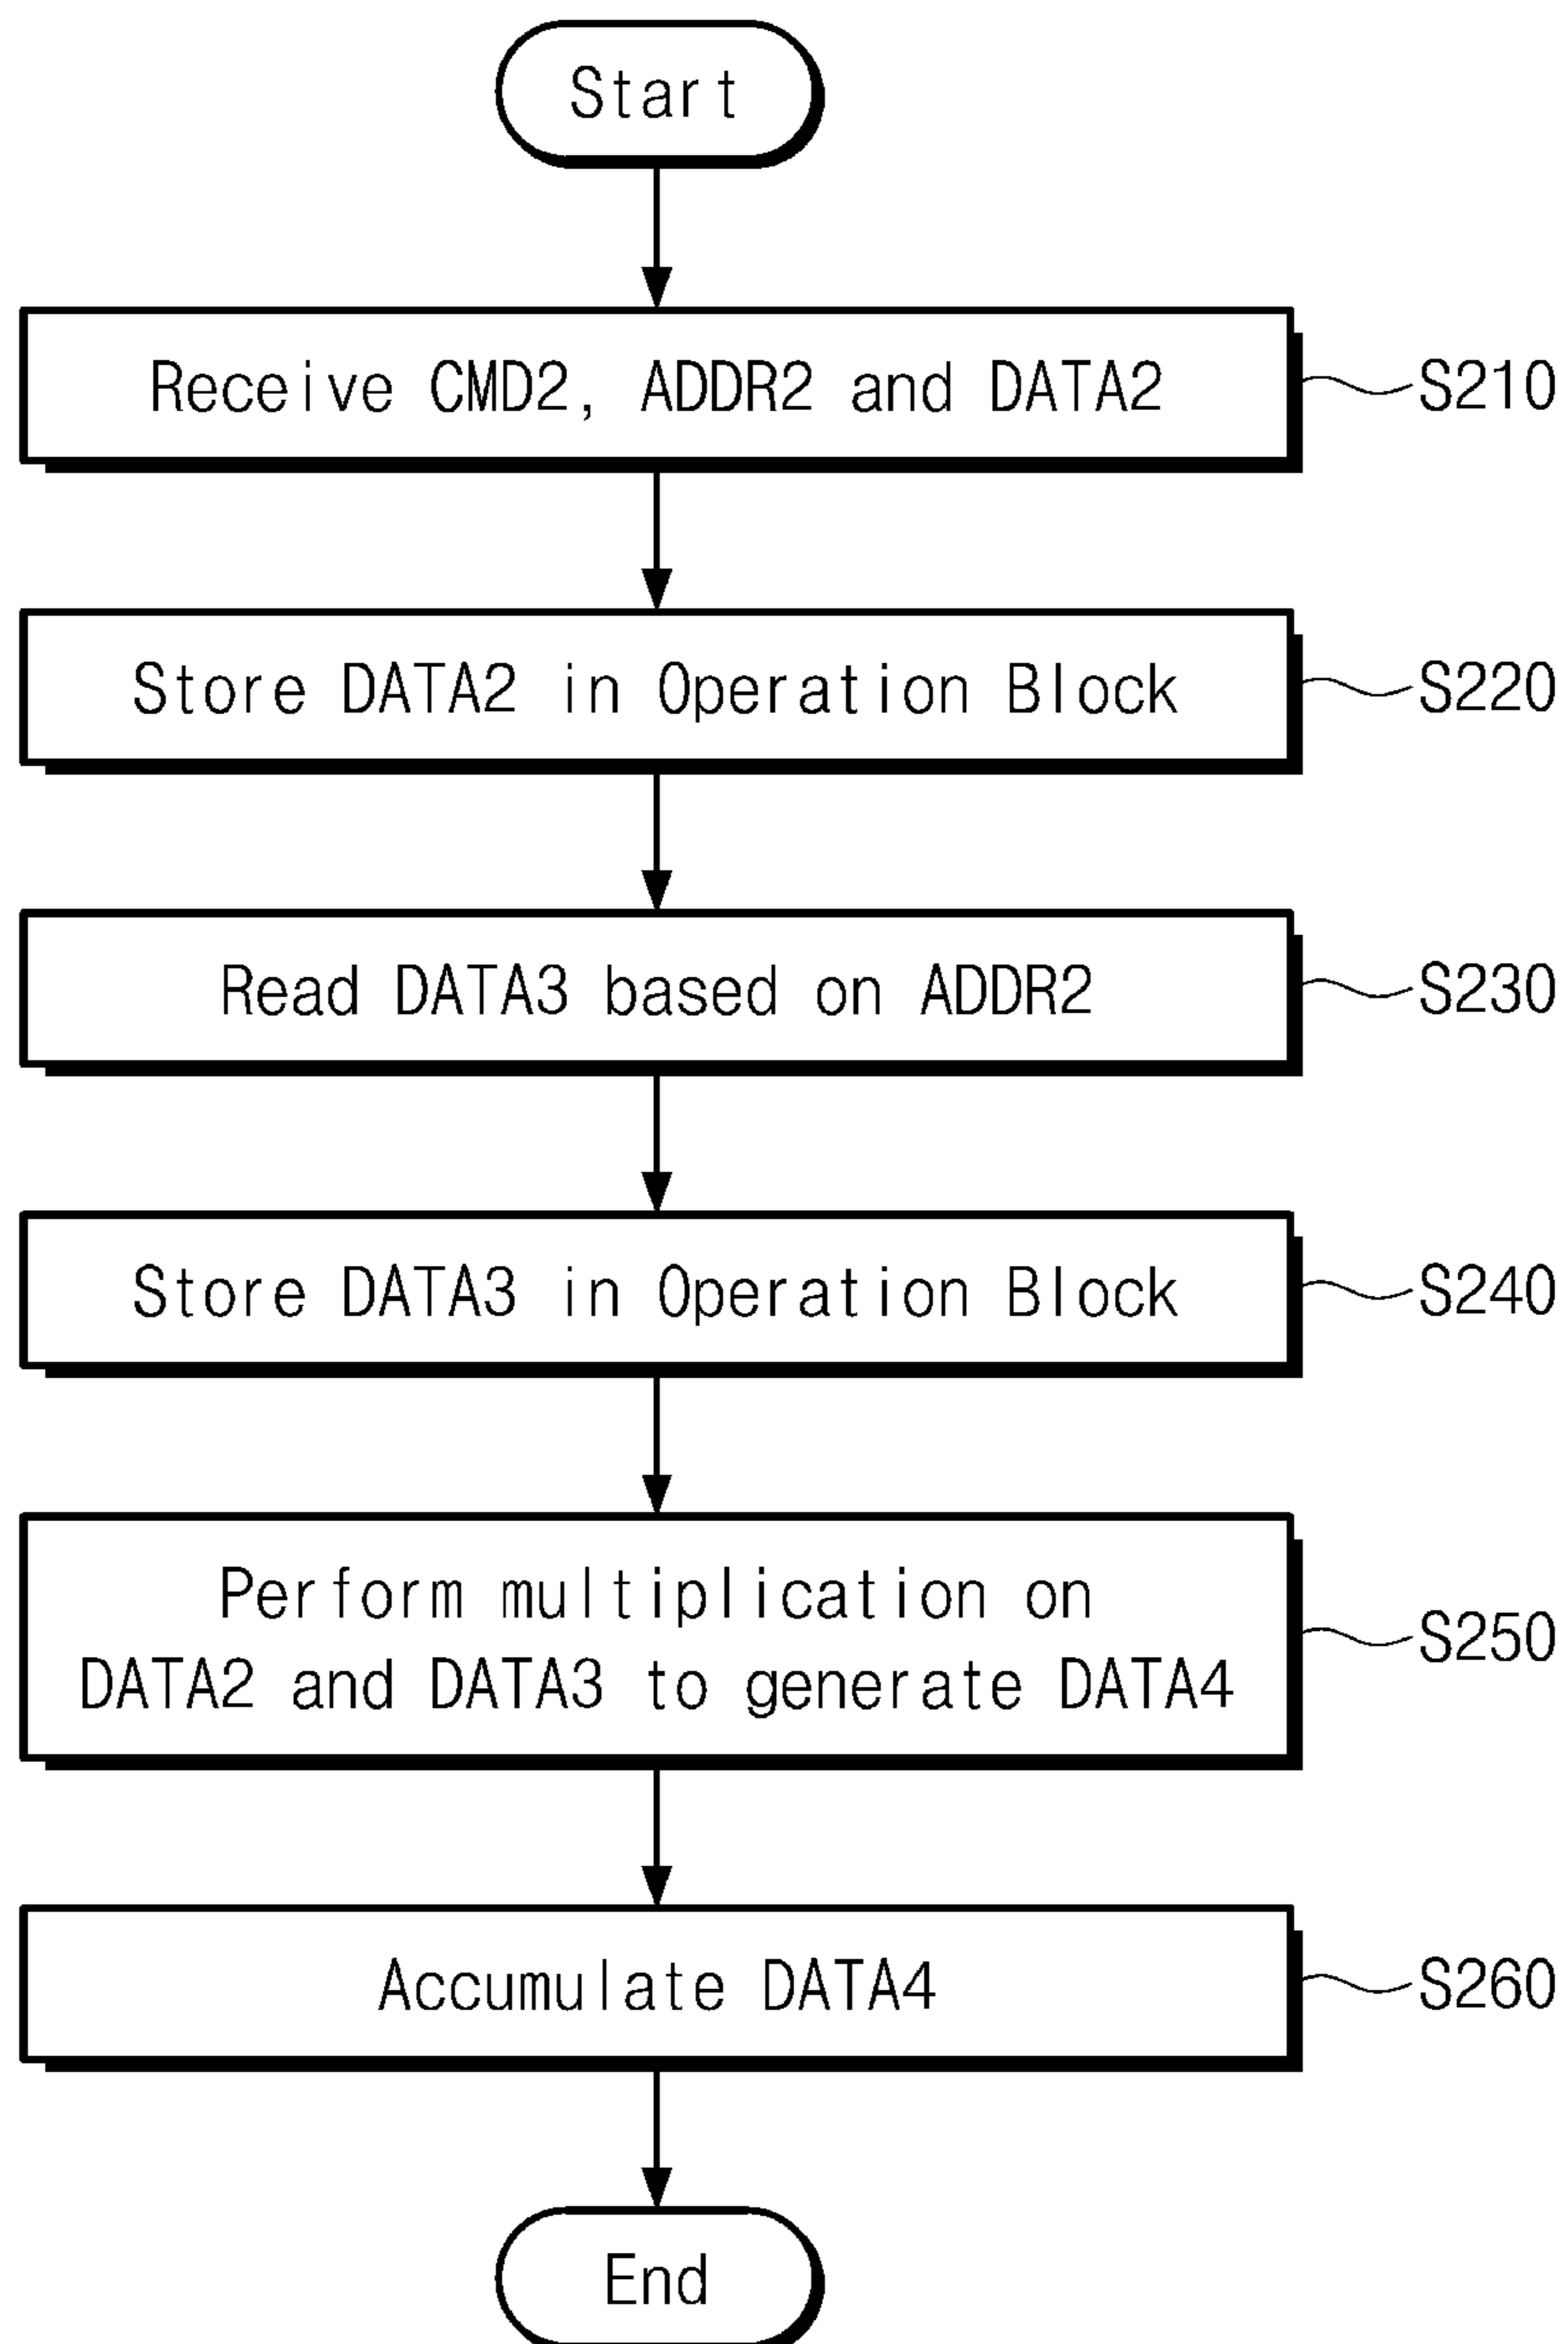 Start
Receive CMD2, ADDR2 and DATA2
S210
Store DATA2 in Operation Block
S220
Read DATA3 based on ADDR2
S230
Store DATA3 in Operation Block
S240
Perform multiplication on
DATA2 and DATA3 to generate DATA4
S250
Accumulate DATA4
S260
End